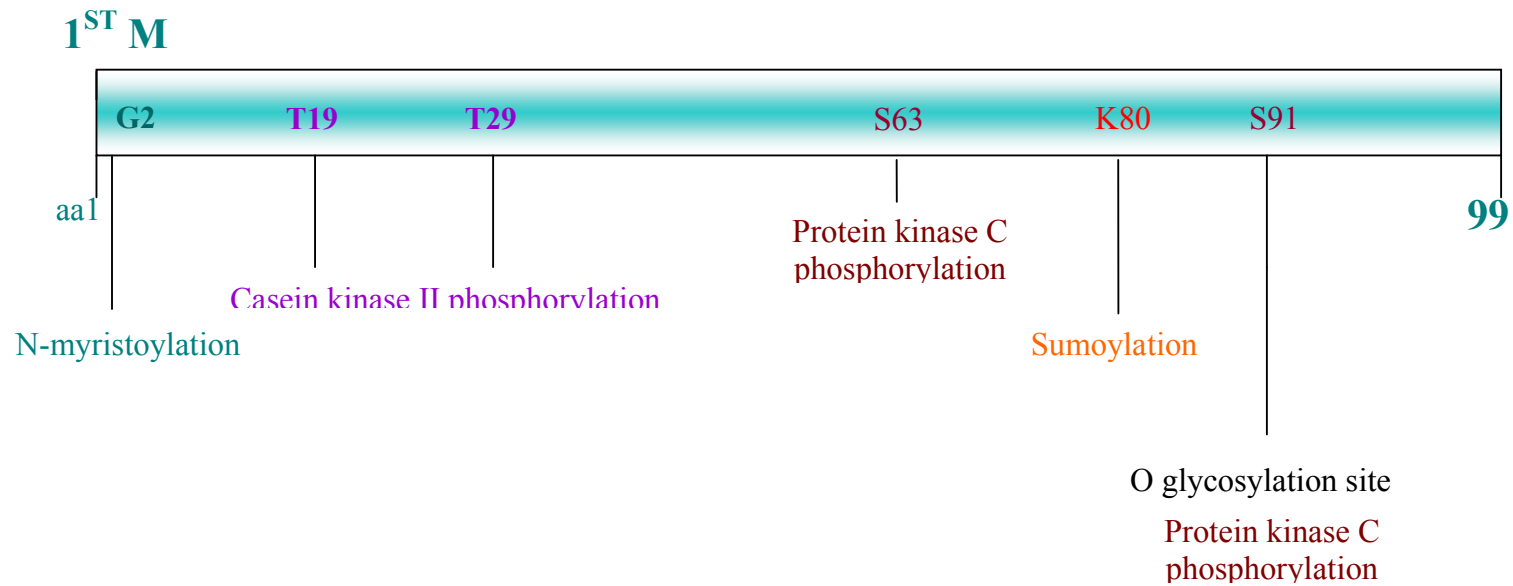 1ST M
G2 T19 T29 S63 K80 S91
aa1 99
Protein kinase C
phosphorylation
Casein kinase II phosphorylation
N-myristoylation
Sumoylation
O glycosylation site
Protein kinase C
phosphorylation